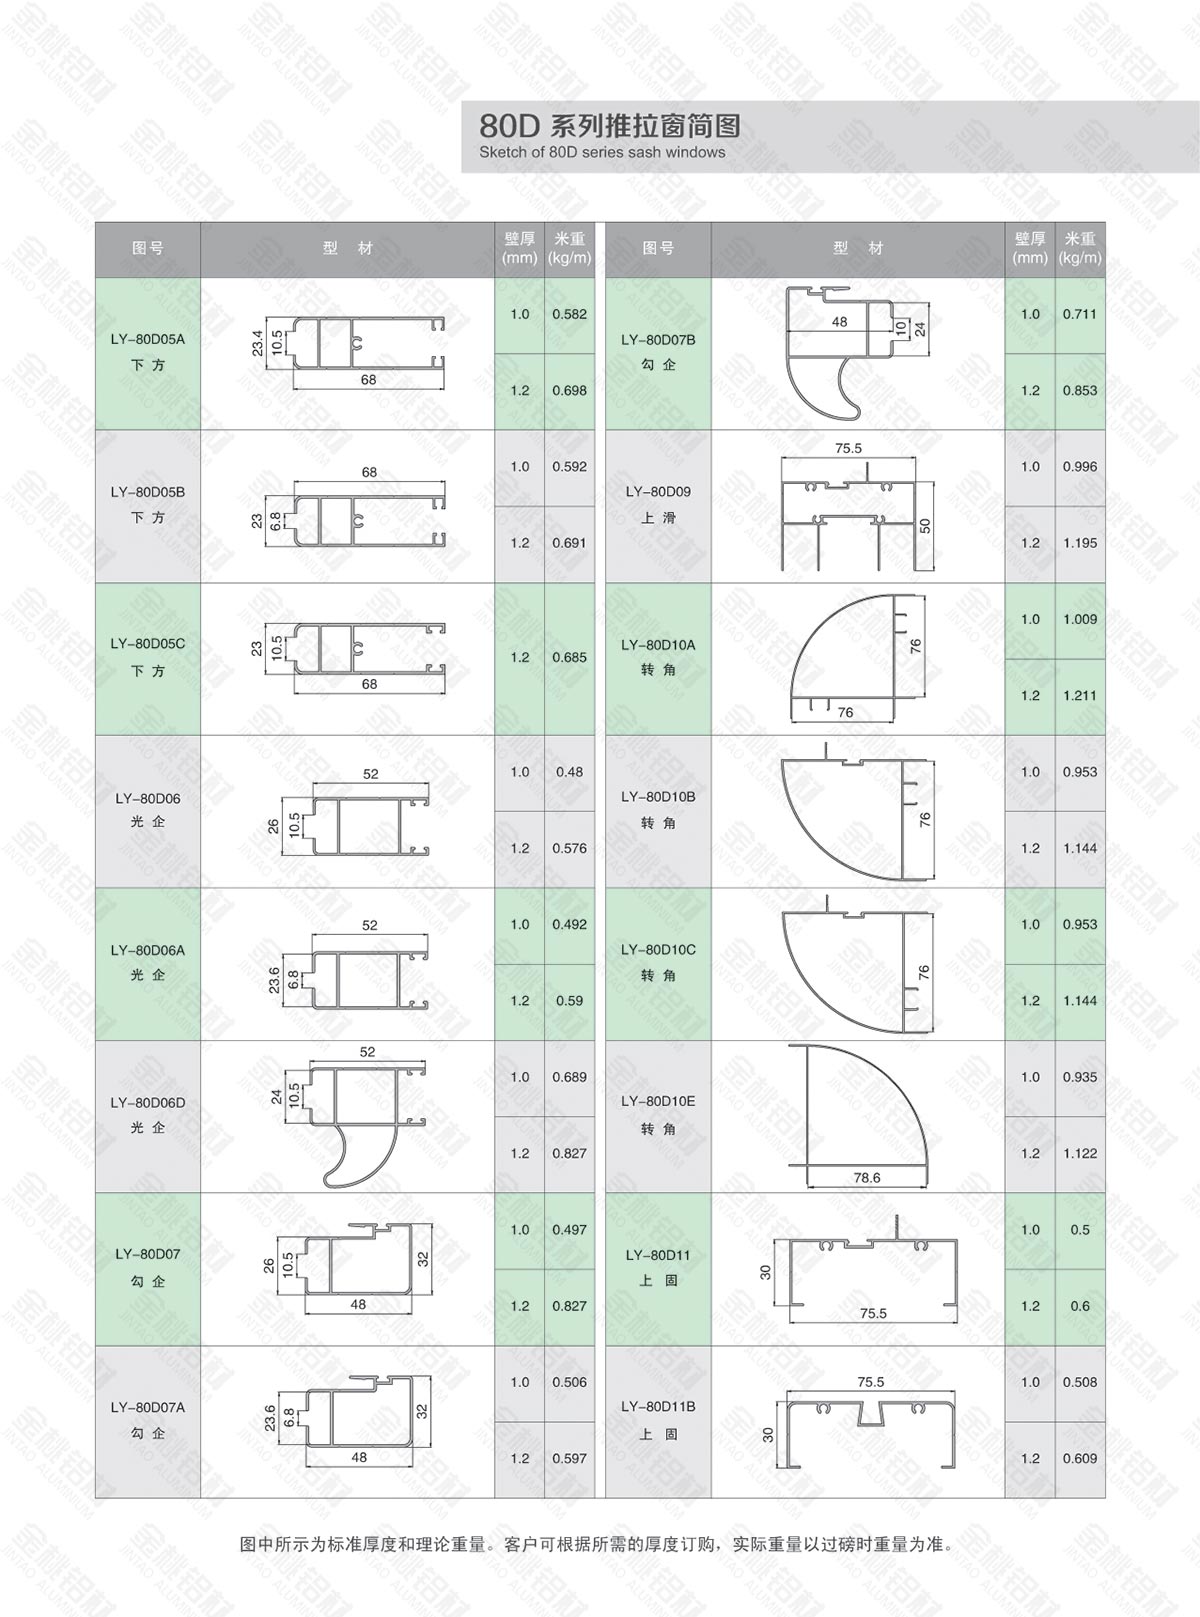 80D 系列推拉窗简图
Sketch of 80D series sash windows
图号 型 材 壁厚(mm) 米重(kg/m)
LY-80D05A
下 方
23.4 10.5 68
1.0 0.582
1.2 0.698
LY-80D05B
下 方
68 23 6.8
1.0 0.592
1.2 0.691
LY-80D05C
下 方
23 10.5 68
1.2 0.685
LY-80D06
光 企
52 26 10.5
1.0 0.48
1.2 0.576
LY-80D06A
光 企
52 23.6 6.8
1.0 0.492
1.2 0.59
LY-80D06D
光 企
52 24 10.5
1.0 0.689
1.2 0.827
LY-80D07
勾 企
26 10.5 32 48
1.0 0.497
1.2 0.827
LY-80D07A
勾 企
23.6 6.8 32 48
1.0 0.506
1.2 0.597
图号 型 材 壁厚(mm) 米重(kg/m)
LY-80D07B
勾 企
48 10 24
1.0 0.711
1.2 0.853
LY-80D09
上 滑
75.5 50
1.0 0.996
1.2 1.195
LY-80D10A
转 角
76 76
1.0 1.009
1.2 1.211
LY-80D10B
转 角
76
1.0 0.953
1.2 1.144
LY-80D10C
转 角
76
1.0 0.953
1.2 1.144
LY-80D10E
转 角
78.6
1.0 0.935
1.2 1.122
LY-80D11
上 固
30 75.5
1.0 0.5
1.2 0.6
LY-80D11B
上 固
75.5 30
1.0 0.508
1.2 0.609
图中所示为标准厚度和理论重量。客户可根据所需的厚度订购，实际重量以过磅时重量为准。
金桃铝材
JINTAO ALUMINIUM